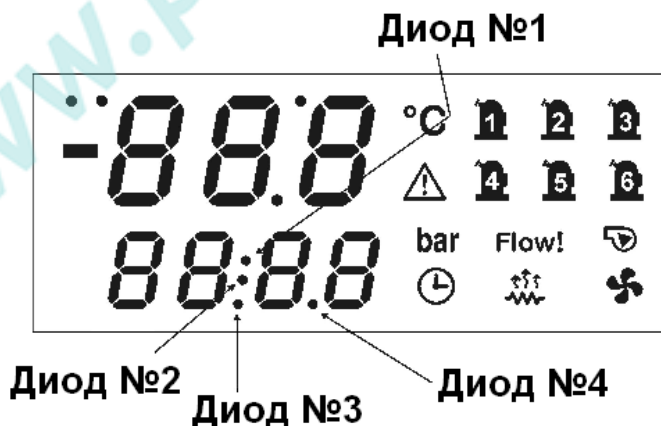 Диод №1
-88.8 °C 1 2 3
4 5 6
88:8.8 bar Flow!
Диод №2
Диод №3
Диод №4